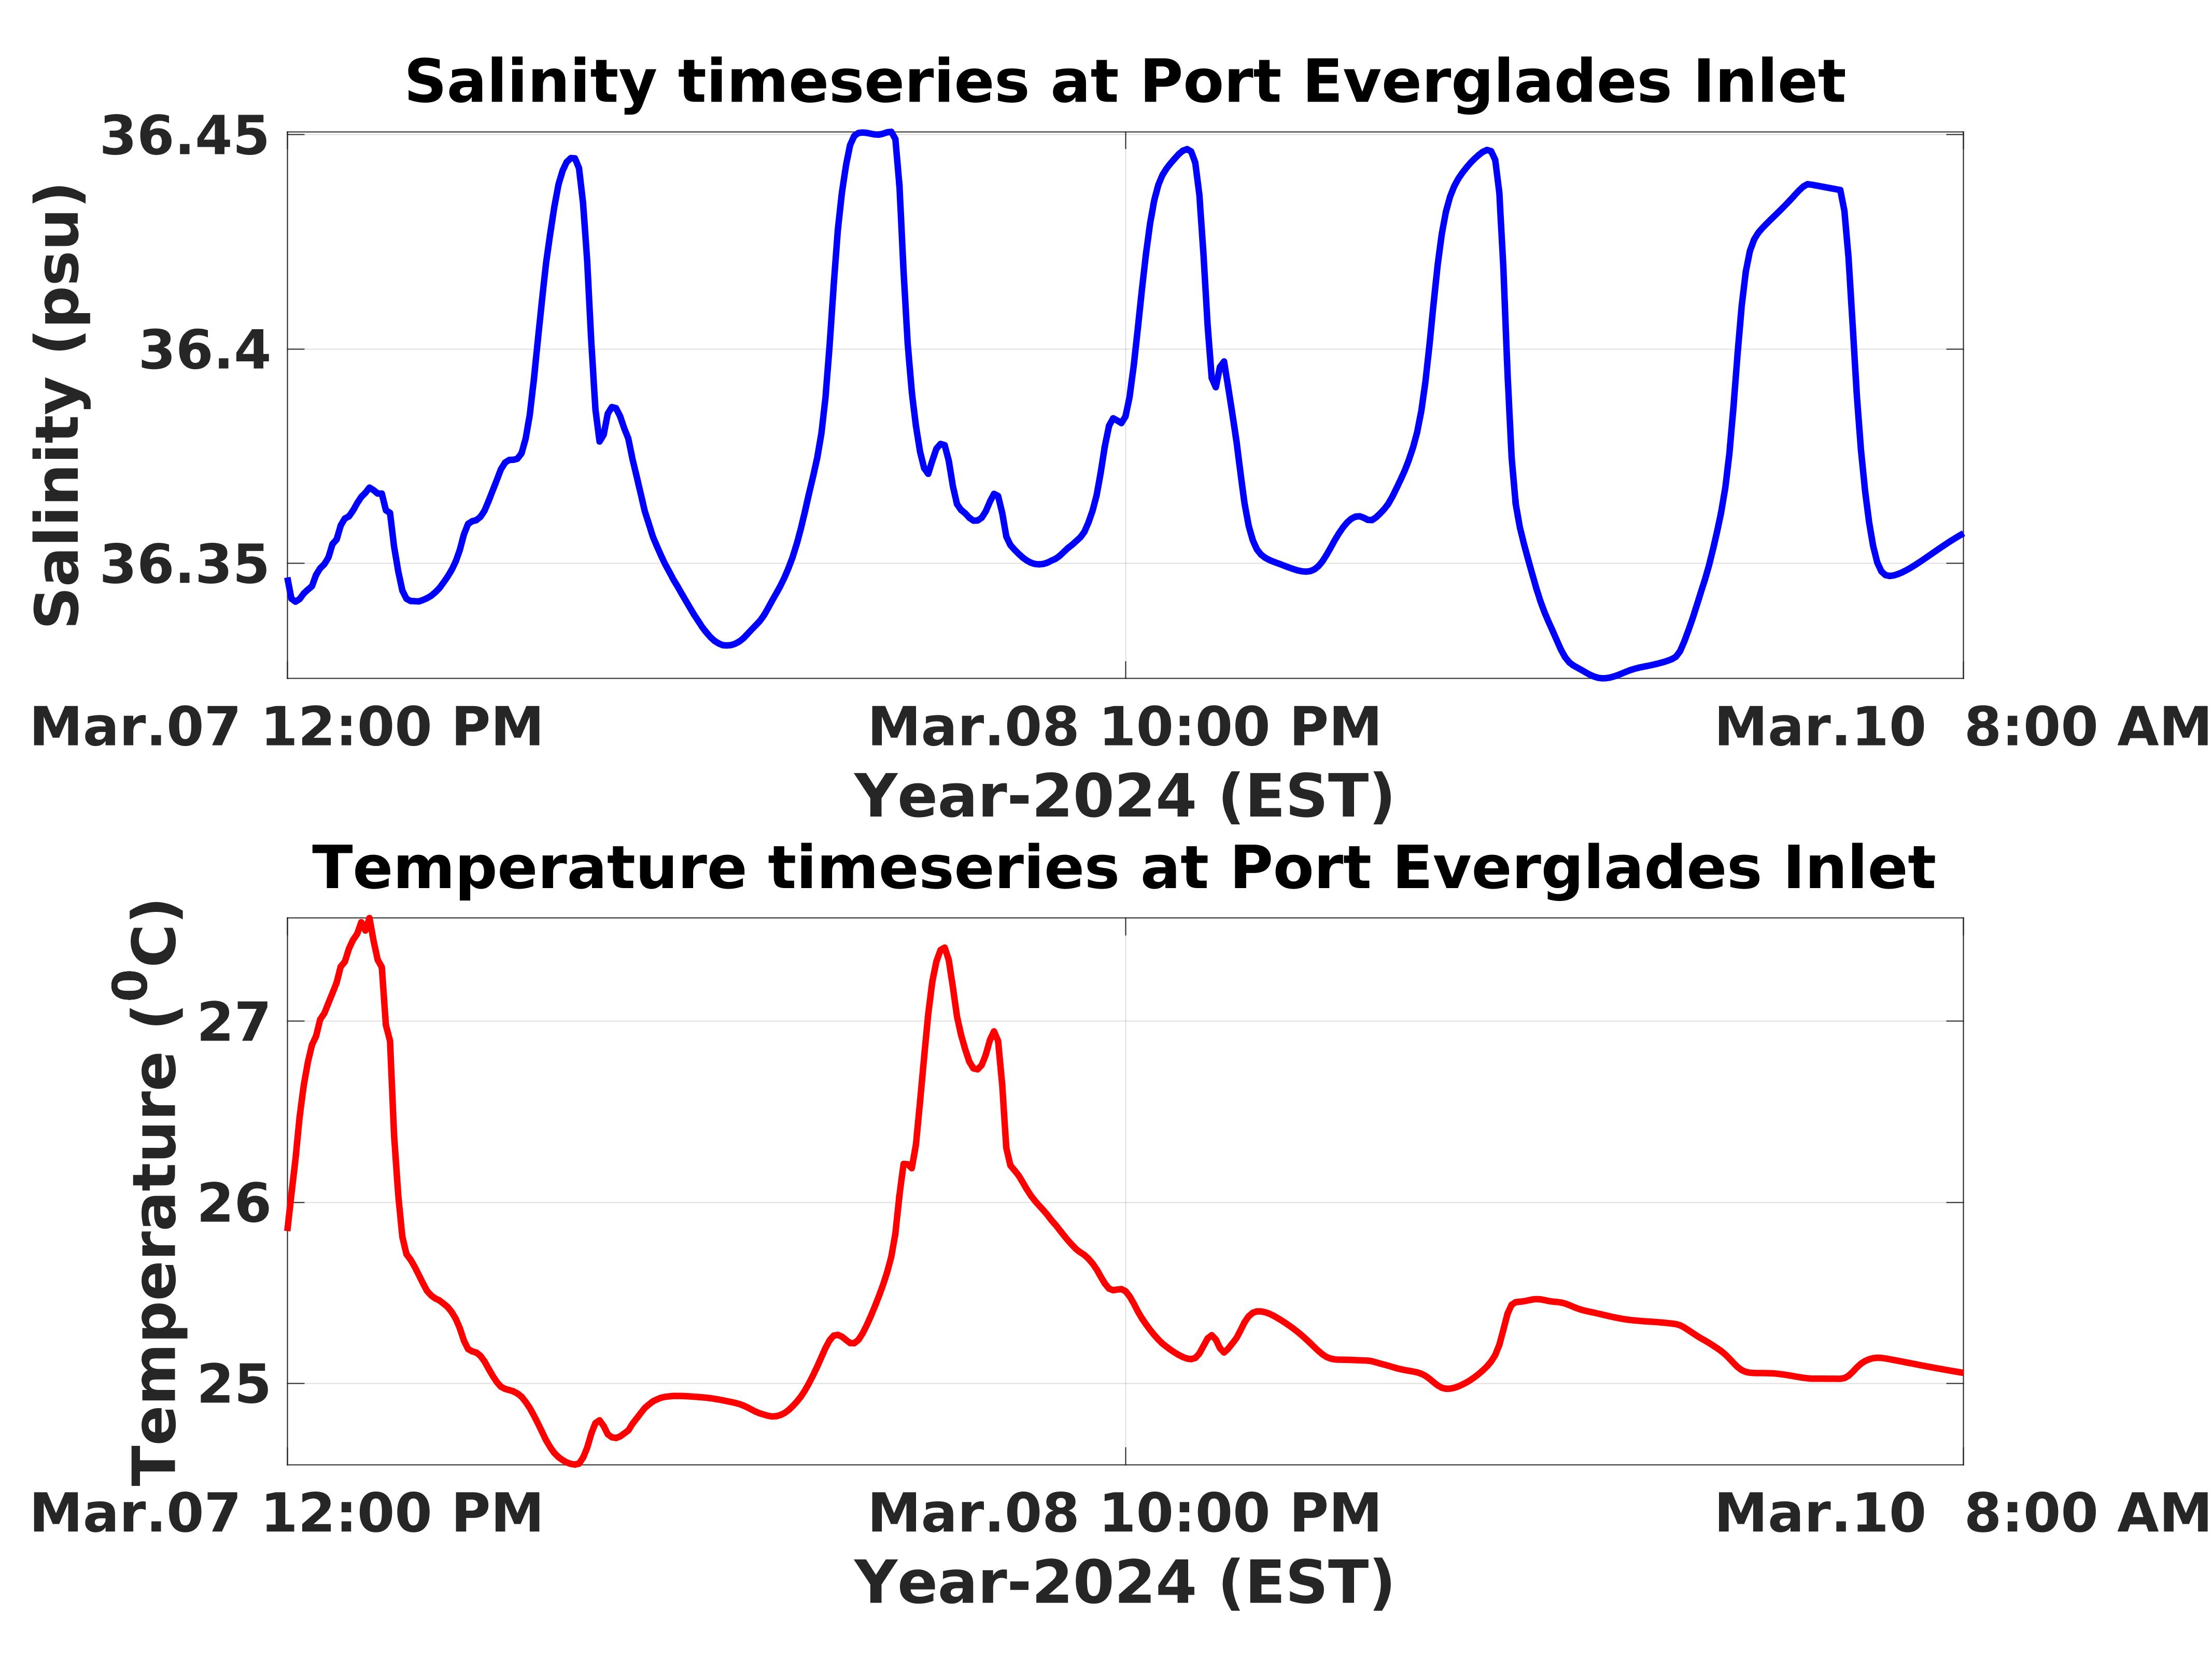 Salinity timeseries at Port Everglades Inlet
Salinity (psu)
36.45
36.4
36.35
Mar.07 12:00 PM Mar.08 10:00 PM Mar.10 8:00 AM
Year-2024 (EST)
Temperature timeseries at Port Everglades Inlet
Temperature (⁰C)
27
26
25
Mar.07 12:00 PM Mar.08 10:00 PM Mar.10 8:00 AM
Year-2024 (EST)